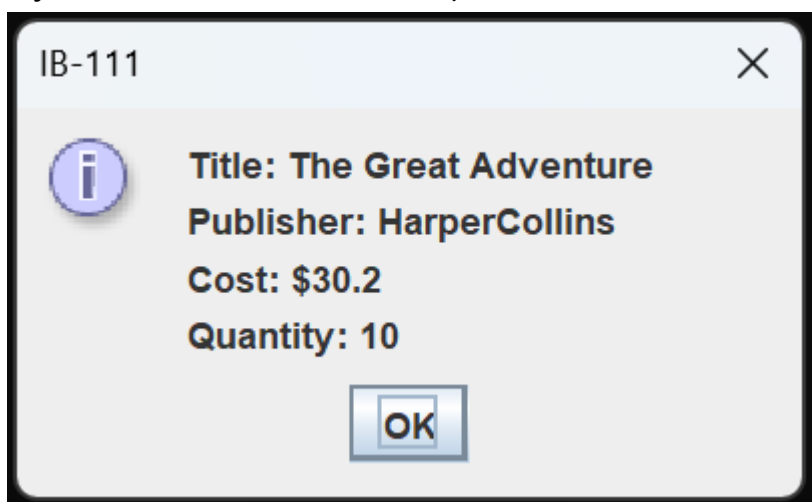 IB-111
Title: The Great Adventure
Publisher: HarperCollins
Cost: $30.2
Quantity: 10
OK